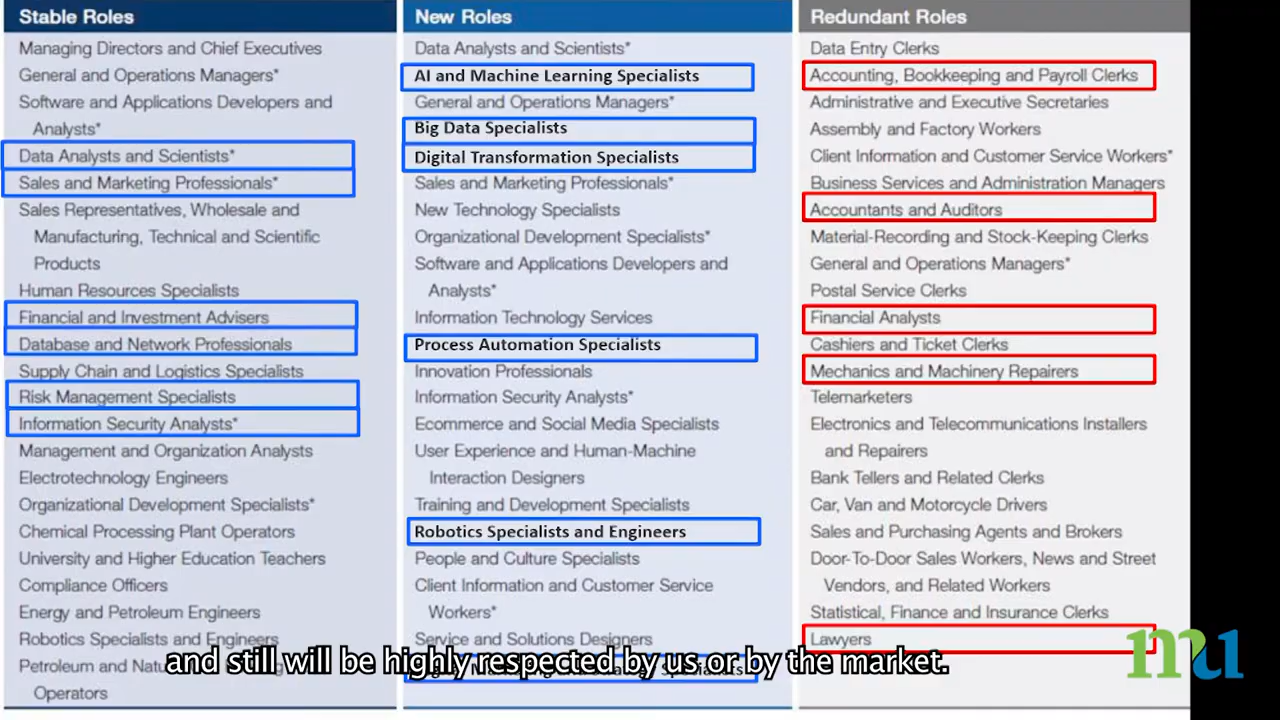 Stable Roles
Managing Directors and Chief Executives
General and Operations Managers*
Software and Applications Developers and
Analysts*
Data Analysts and Scientists*
Sales and Marketing Professionals*
Sales Representatives, Wholesale and
Manufacturing, Technical and Scientific
Products
Human Resources Specialists
Financial and Investment Advisers
Database and Network Professionals
Supply Chain and Logistics Specialists
Risk Management Specialists
Information Security Analysts*
Management and Organization Analysts
Electrotechnology Engineers
Organizational Development Specialists*
Chemical Processing Plant Operators
University and Higher Education Teachers
Compliance Officers
Energy and Petroleum Engineers
Robotics Specialists and Engineers
Petroleum and
Operators
New Roles
Data Analysts and Scientists*
AI and Machine Learning Specialists
General and Operations Managers*
Big Data Specialists
Digital Transformation Specialists
Sales and Marketing Professionals*
New Technology Specialists
Organizational Development Specialists*
Software and Applications Developers and
Analysts*
Information Technology Services
Process Automation Specialists
Innovation Professionals
Information Security Analysts*
Ecommerce and Social Media Specialists
User Experience and Human-Machine
Interaction Designers
Training and Development Specialists
Robotics Specialists and Engineers
People and Culture Specialists
Client Information and Customer Service
Workers*
Service and Solutions Designers
Redundant Roles
Data Entry Clerks
Accounting, Bookkeeping and Payroll Clerks
Administrative and Executive Secretaries
Assembly and Factory Workers
Client Information and Customer Service Workers*
Business Services and Administration Managers
Accountants and Auditors
Material-Recording and Stock-Keeping Clerks
General and Operations Managers*
Postal Service Clerks
Financial Analysts
Cashiers and Ticket Clerks
Mechanics and Machinery Repairers
Telemarketers
Electronics and Telecommunications Installers
and Repairers
Bank Tellers and Related Clerks
Car, Van and Motorcycle Drivers
Sales and Purchasing Agents and Brokers
Door-To-Door Sales Workers, News and Street
Vendors, and Related Workers
Statistical, Finance and Insurance Clerks
Lawyers
and still will be highly respected by us or by the market.
mu